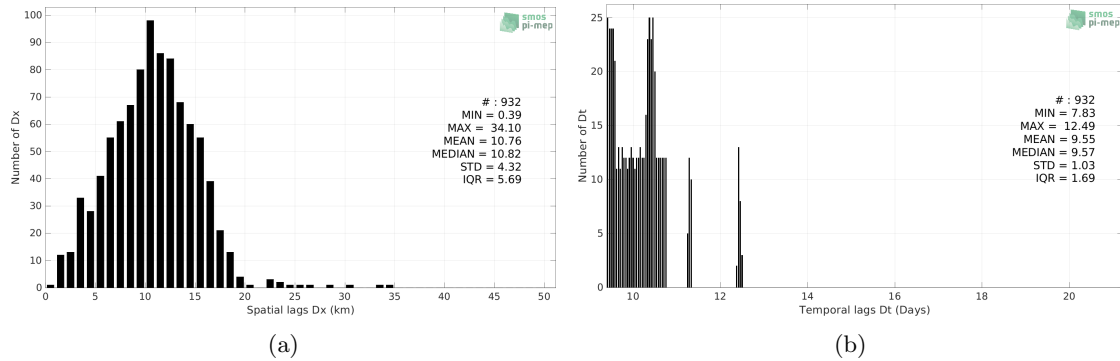 smos
pi-mep
100
90
80
70
60
50
40
30
20
10
0
Number of Dx
# : 932
MIN = 0.39
MAX = 34.10
MEAN = 10.76
MEDIAN = 10.82
STD = 4.32
IQR = 5.69
0 5 10 15 20 25 30 35 40 45 50
Spatial lags Dx (km)
(a)
smos
pi-mep
25
20
15
10
5
0
Number of Dt
# : 932
MIN = 7.83
MAX = 12.49
MEAN = 9.55
MEDIAN = 9.57
STD = 1.03
IQR = 1.69
10 12 14 16 18 20
Temporal lags Dt (Days)
(b)